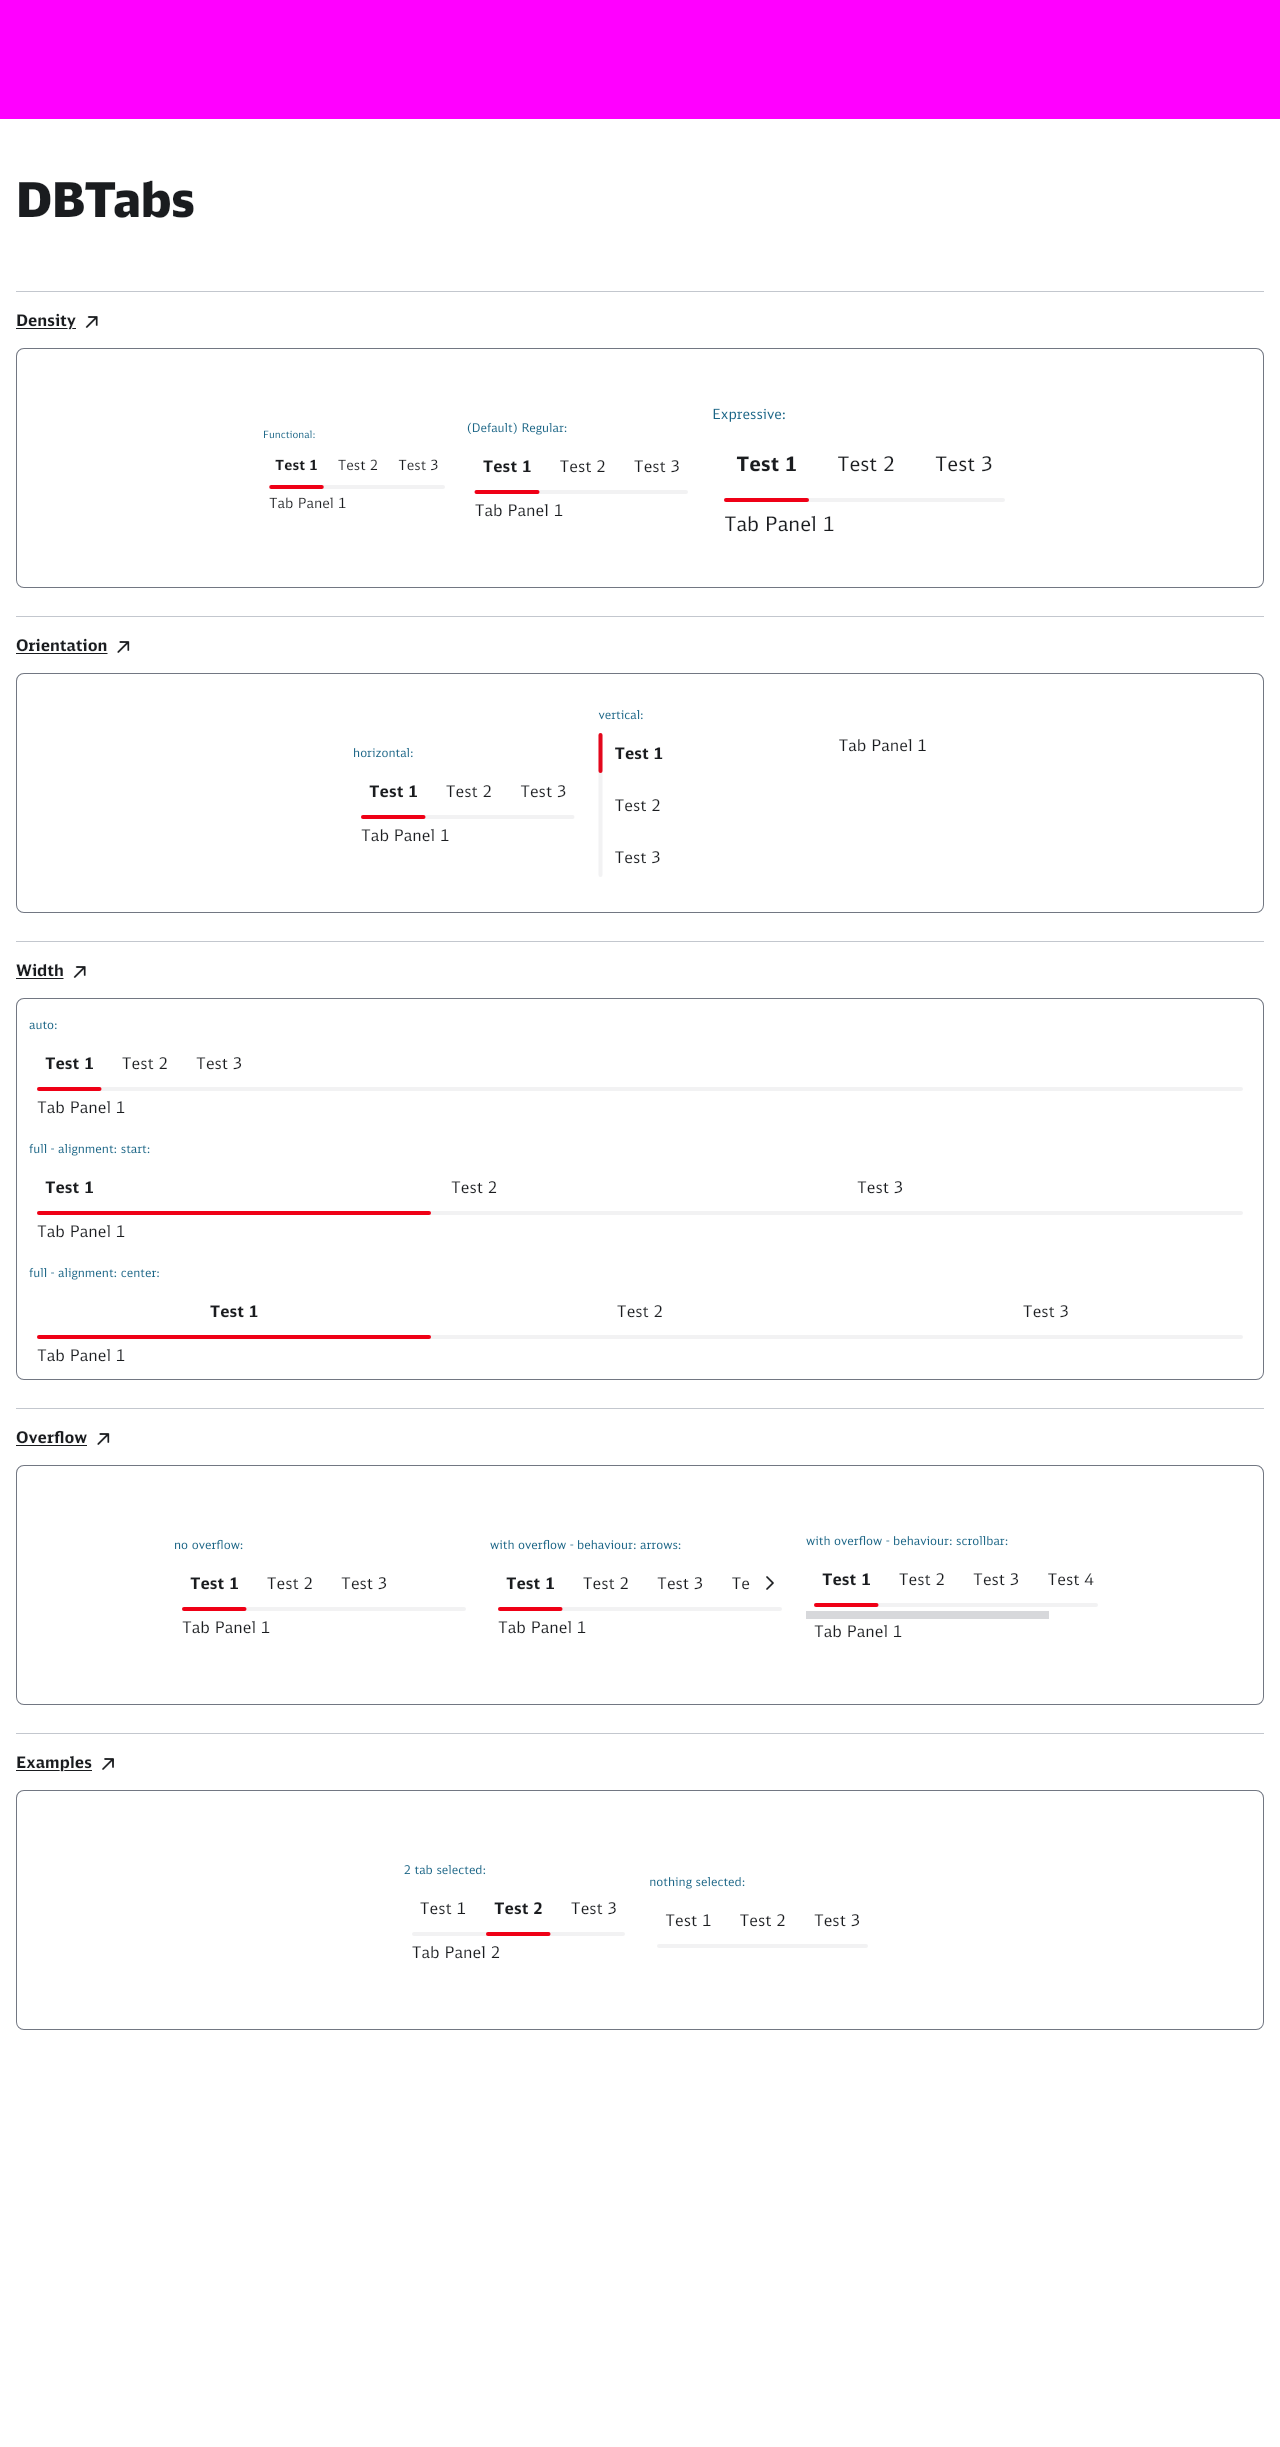 DBTabs
Density
Functional:
Test 1 Test 2 Test 3
Tab Panel 1
(Default) Regular:
Test 1 Test 2 Test 3
Tab Panel 1
Expressive:
Test 1 Test 2 Test 3
Tab Panel 1
Orientation
horizontal:
Test 1 Test 2 Test 3
Tab Panel 1
vertical:
Test 1
Test 2
Test 3
Tab Panel 1
Width
auto:
Test 1 Test 2 Test 3
Tab Panel 1
full - alignment: start:
Test 1 Test 2 Test 3
Tab Panel 1
full - alignment: center:
Test 1 Test 2 Test 3
Tab Panel 1
Overflow
no overflow:
Test 1 Test 2 Test 3
Tab Panel 1
with overflow - behaviour: arrows:
Test 1 Test 2 Test 3 Te
Tab Panel 1
with overflow - behaviour: scrollbar:
Test 1 Test 2 Test 3 Test 4
Tab Panel 1
Examples
2 tab selected:
Test 1 Test 2 Test 3
Tab Panel 2
nothing selected:
Test 1 Test 2 Test 3